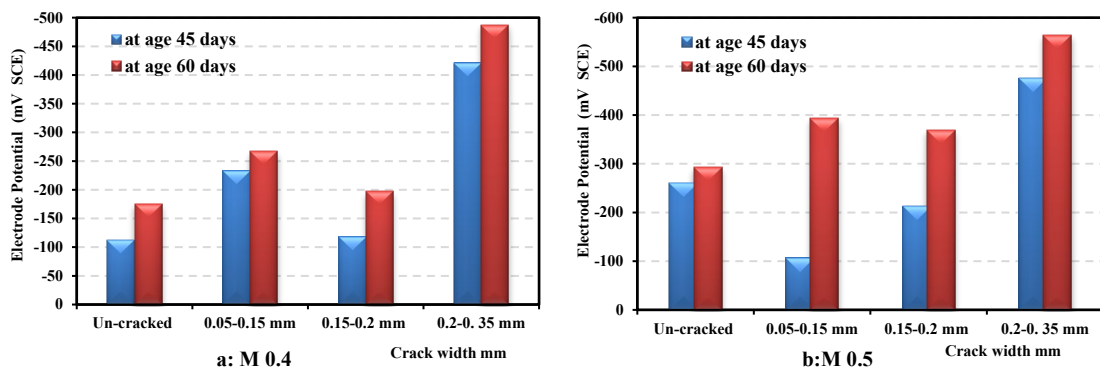 Electrode Potential (mV SCE)
-500
-450
-400
-350
-300
-250
-200
-150
-100
-50
0
at age 45 days
at age 60 days
Un-cracked
0.05-0.15 mm
0.15-0.2 mm
0.2-0. 35 mm
a: M 0.4
Crack width mm
Electrode Potential (mV SCE)
-600
-500
-400
-300
-200
-100
0
at age 45 days
at age 60 days
Un-cracked
0.05-0.15 mm
0.15-0.2 mm
0.2-0. 35 mm
b:M 0.5
Crack width mm